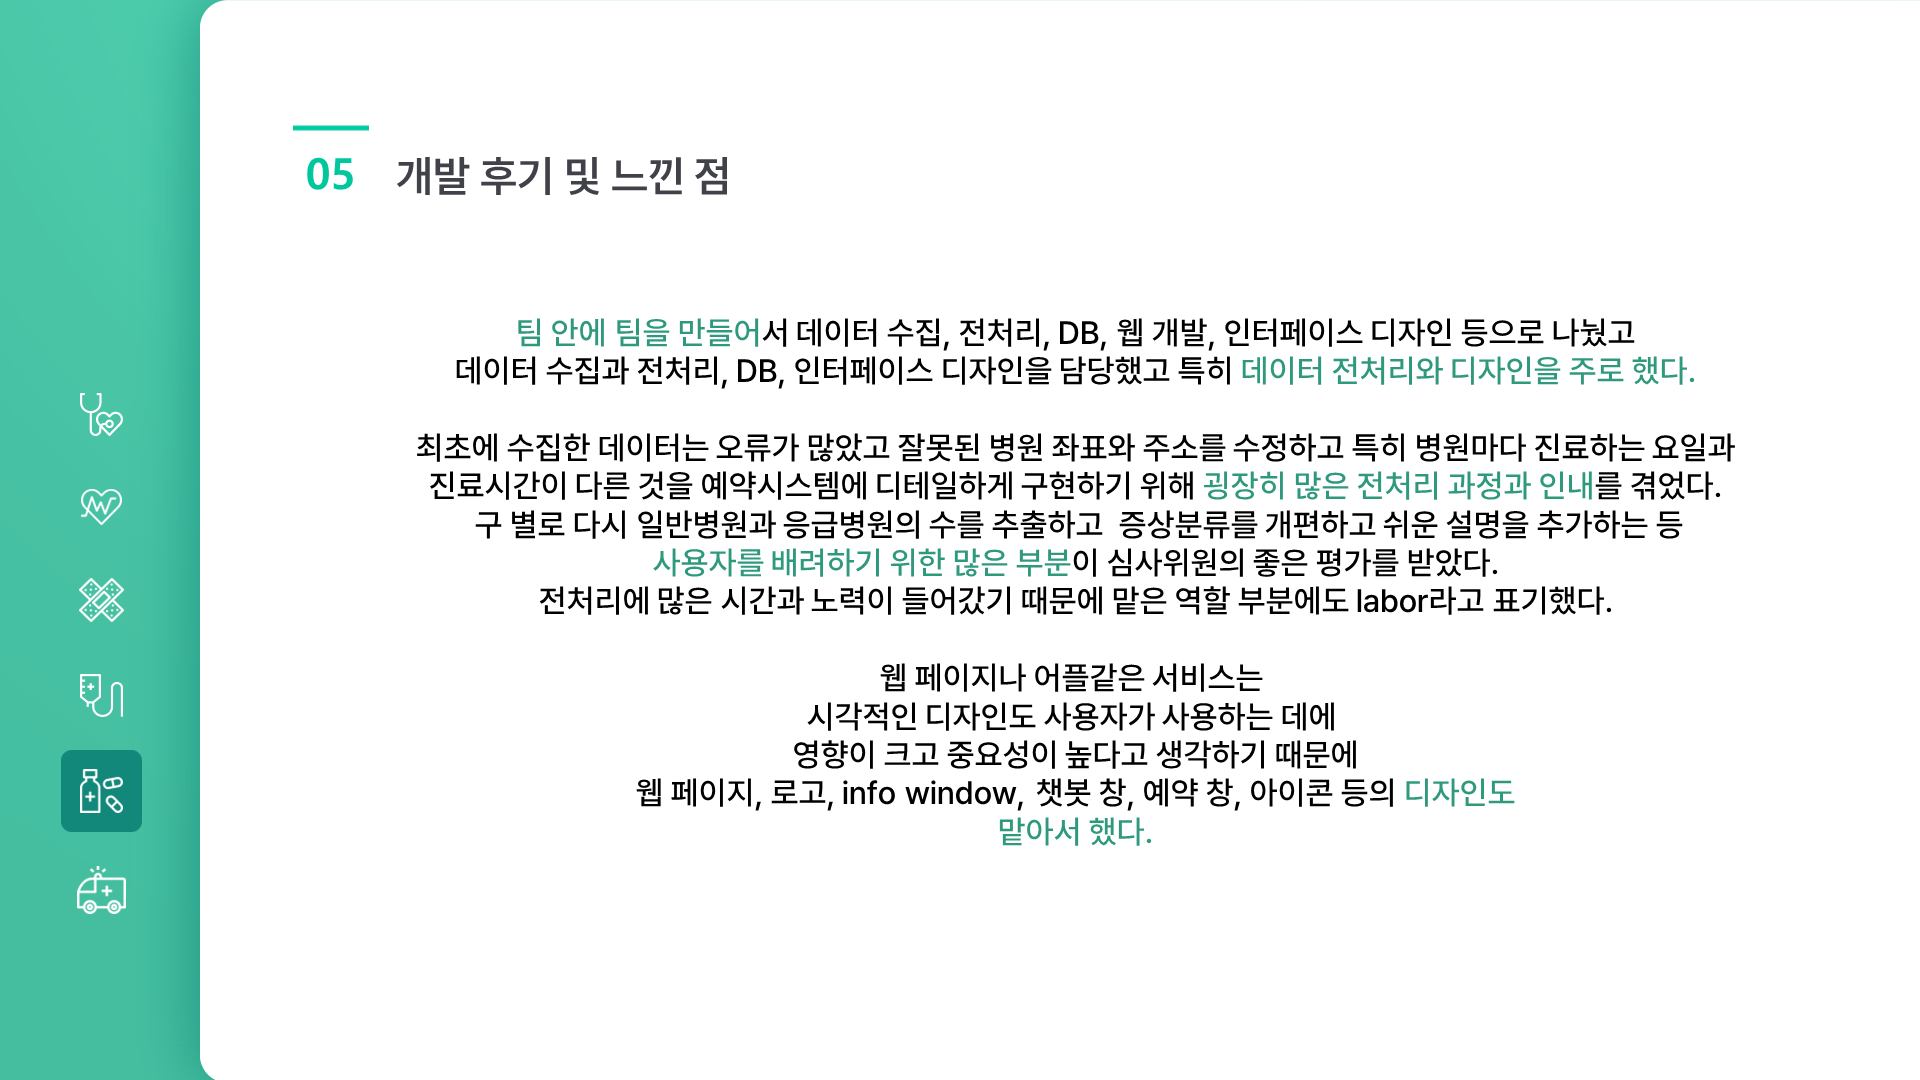 05 개발 후기 및 느낀 점
팀 안에 팀을 만들어서 데이터 수집, 전처리, DB, 웹 개발, 인터페이스 디자인 등으로 나눴고
데이터 수집과 전처리, DB, 인터페이스 디자인을 담당했고 특히 데이터 전처리와 디자인을 주로 했다.
최초에 수집한 데이터는 오류가 많았고 잘못된 병원 좌표와 주소를 수정하고 특히 병원마다 진료하는 요일과
진료시간이 다른 것을 예약시스템에 디테일하게 구현하기 위해 굉장히 많은 전처리 과정과 인내를 겪었다.
구 별로 다시 일반병원과 응급병원의 수를 추출하고 증상분류를 개편하고 쉬운 설명을 추가하는 등
사용자를 배려하기 위한 많은 부분이 심사위원의 좋은 평가를 받았다.
전처리에 많은 시간과 노력이 들어갔기 때문에 맡은 역할 부분에도 labor라고 표기했다.
웹 페이지나 어플같은 서비스는
시각적인 디자인도 사용자가 사용하는 데에
영향이 크고 중요성이 높다고 생각하기 때문에
웹 페이지, 로고, info window, 챗봇 창, 예약 창, 아이콘 등의 디자인도
맡아서 했다.